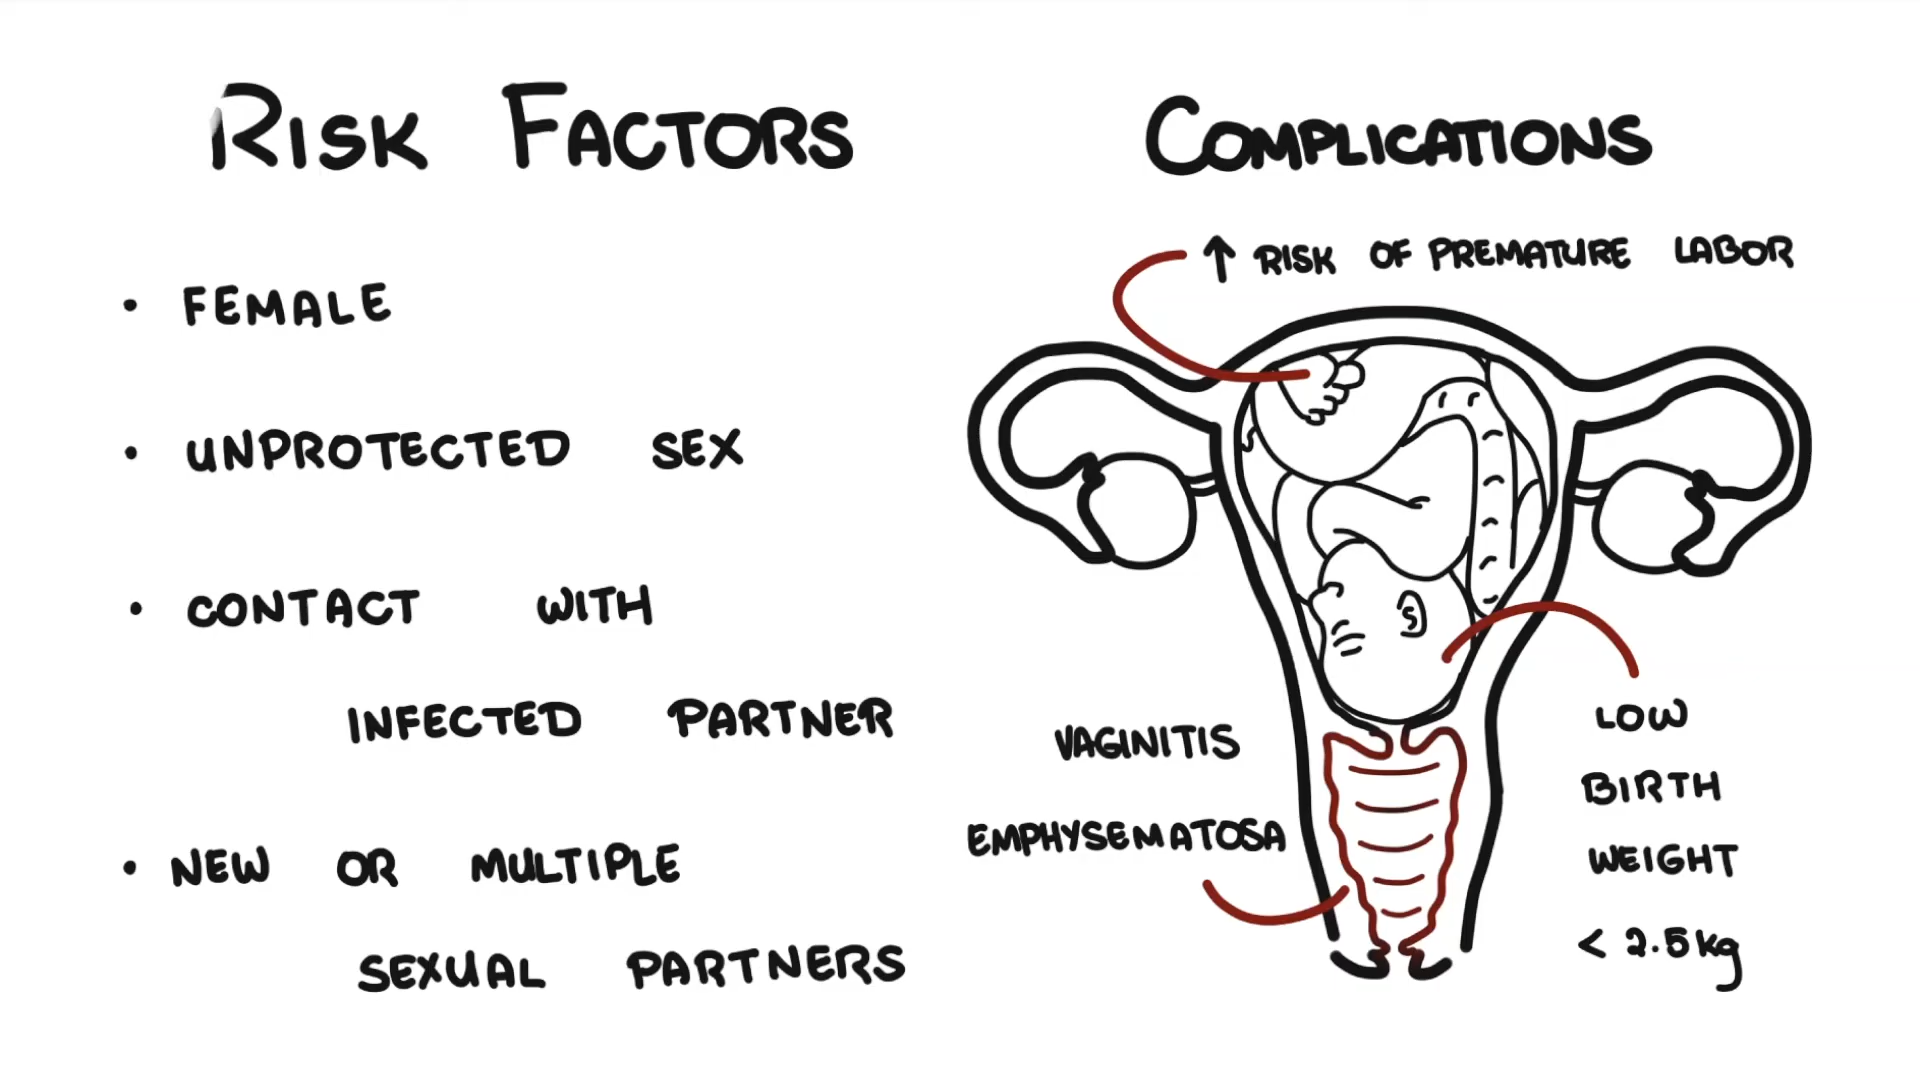 RISK FACTORS
• FEMALE
• UNPROTECTED SEX
• CONTACT WITH
INFECTED PARTNER
• NEW OR MULTIPLE
SEXUAL PARTNERS
COMPLICATIONS
↑ RISK OF PREMATURE LABOR
VAGINITIS
EMPHYSEMATOSA
LOW
BIRTH
WEIGHT
< 2.5kg